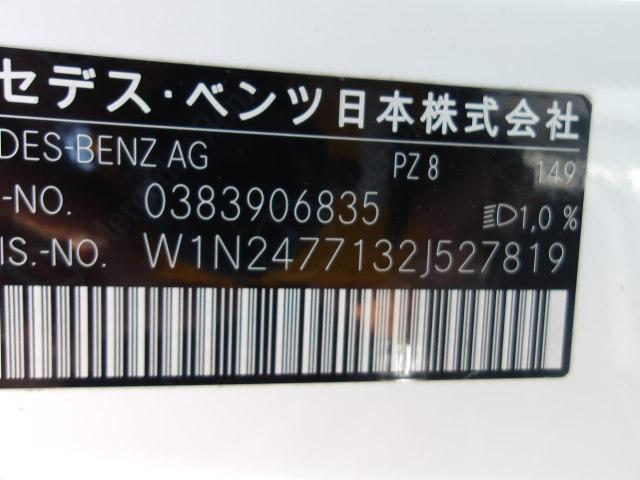 セデス・ベンツ日本株式会社
DES-BENZ AG PZ 8 149
-NO. 0383906835 1,0 %
IS.-NO. W1N2477132J527819